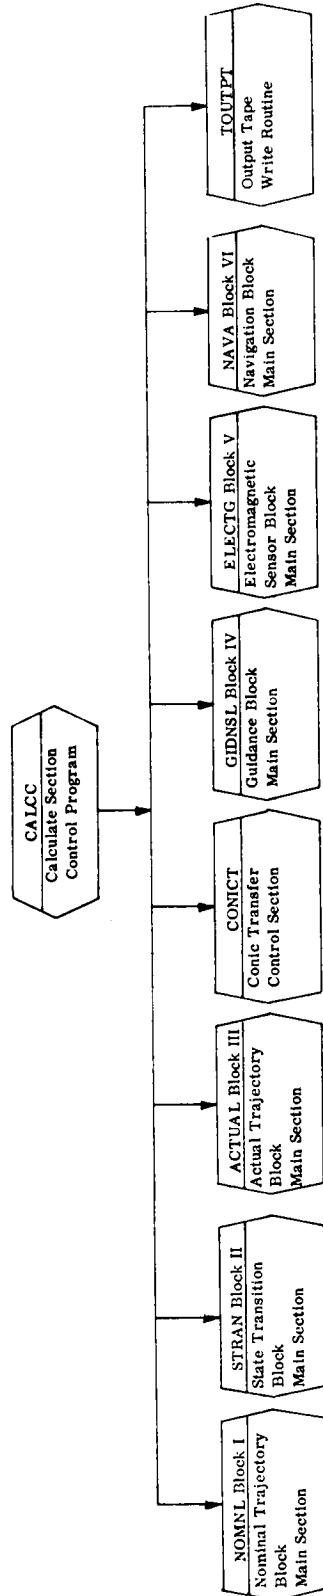 CALCC
Calculate Section
Control Program
NOMNL Block I
Nominal Trajectory
Block
Main Section
STRAN Block II
State Transition
Block
Main Section
ACTUAL Block III
Actual Trajectory
Block
Main Section
CONICT
Conic Transfer
Control Section
GIDNSL Block IV
Guidance Block
Main Section
ELECTG Block V
Electromagnetic
Sensor Block
Main Section
NAVA Block VI
Navigation Block
Main Section
TOUTPT
Output Tape
Write Routine